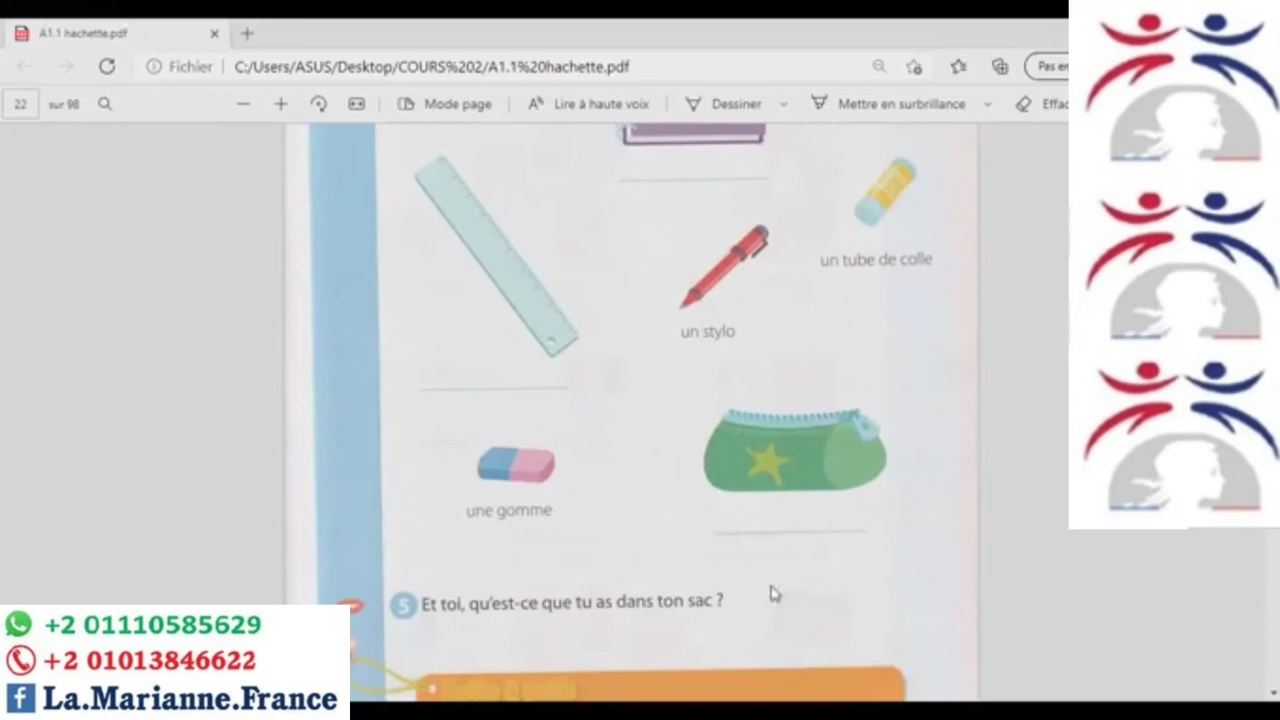 A1.1 hachette.pdf
Fichier
C:/Users/ASUS/Desktop/COURS%202/A1.1%20hachette.pdf
Pas en
22
sur 98
Mode page
Lire à haute voix
Dessiner
Mettre en surbrillance
Effac
un tube de colle
un stylo
une gomme
5 Et toi, qu'est-ce que tu as dans ton sac ?
+2 01110585629
+2 01013846622
La.Marianne.France